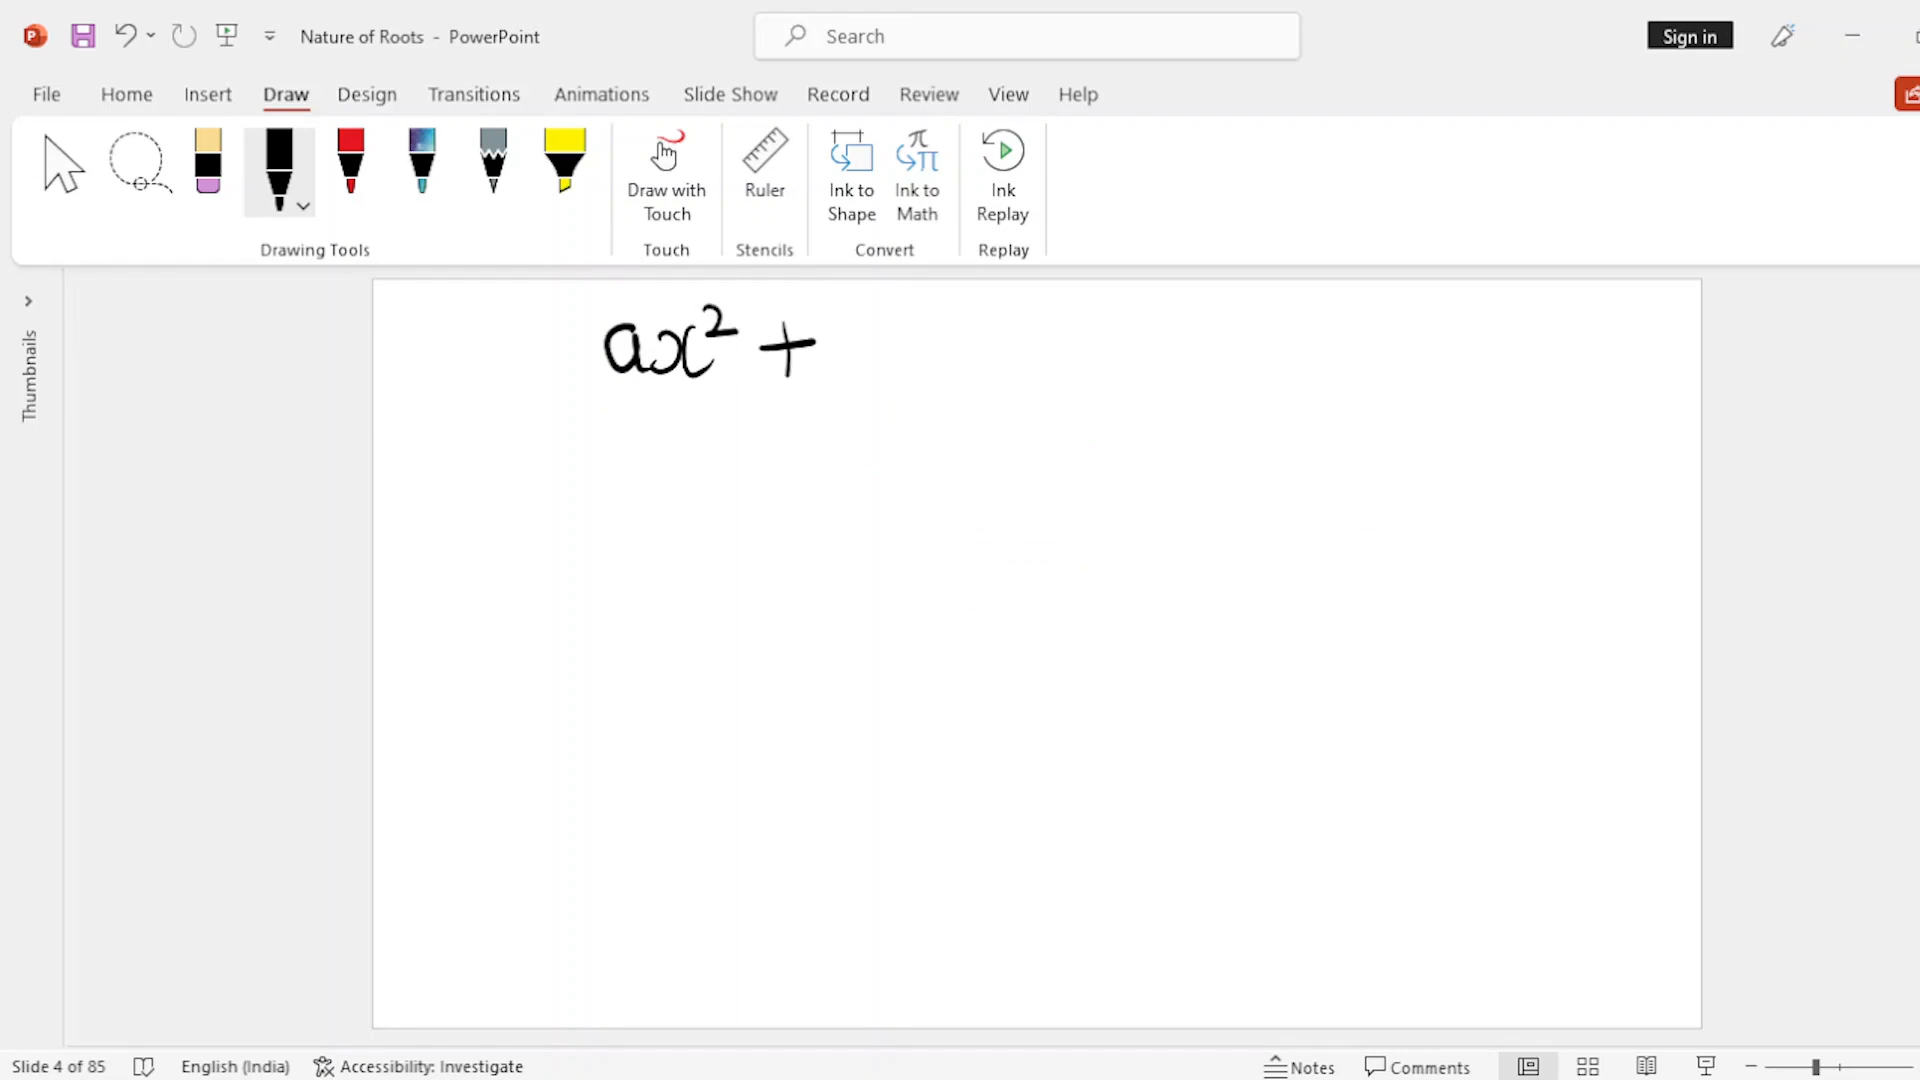 Nature of Roots - PowerPoint
Search
Sign in
File Home Insert Draw Design Transitions Animations Slide Show Record Review View Help
Draw with Touch
Ruler
Ink to Shape
Ink to Math
Ink Replay
Drawing Tools Touch Stencils Convert Replay
Thumbnails
ax² +
Slide 4 of 85 English (India) Accessibility: Investigate Notes Comments